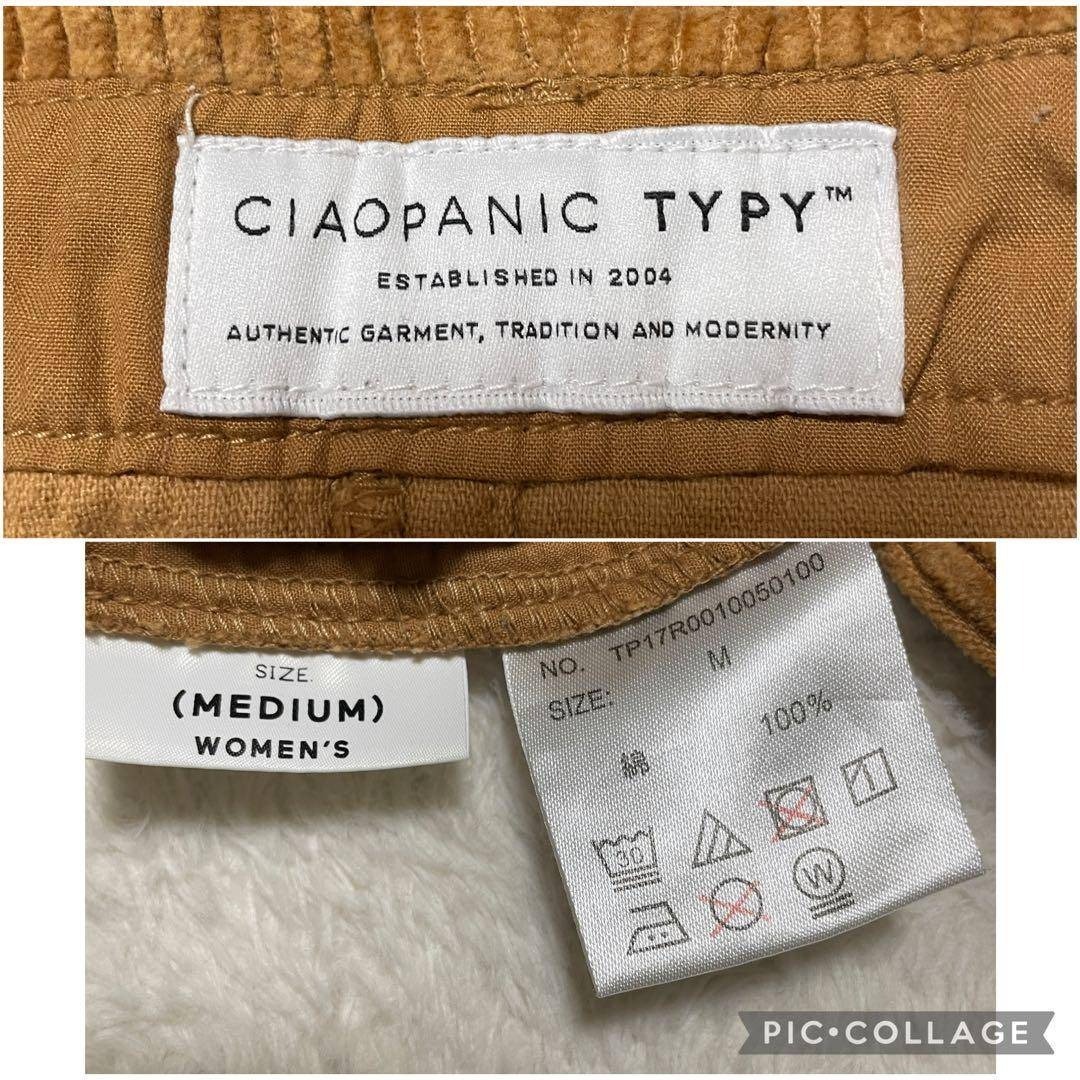 CIAOPANIC TYPY™
ESTABLISHED IN 2004
AUTHENTIC GARMENT, TRADITION AND MODERNITY
SIZE.
(MEDIUM)
WOMEN'S
NO. TP17R0010050100
SIZE: M
綿 100%
30
W
PIC•COLLAGE